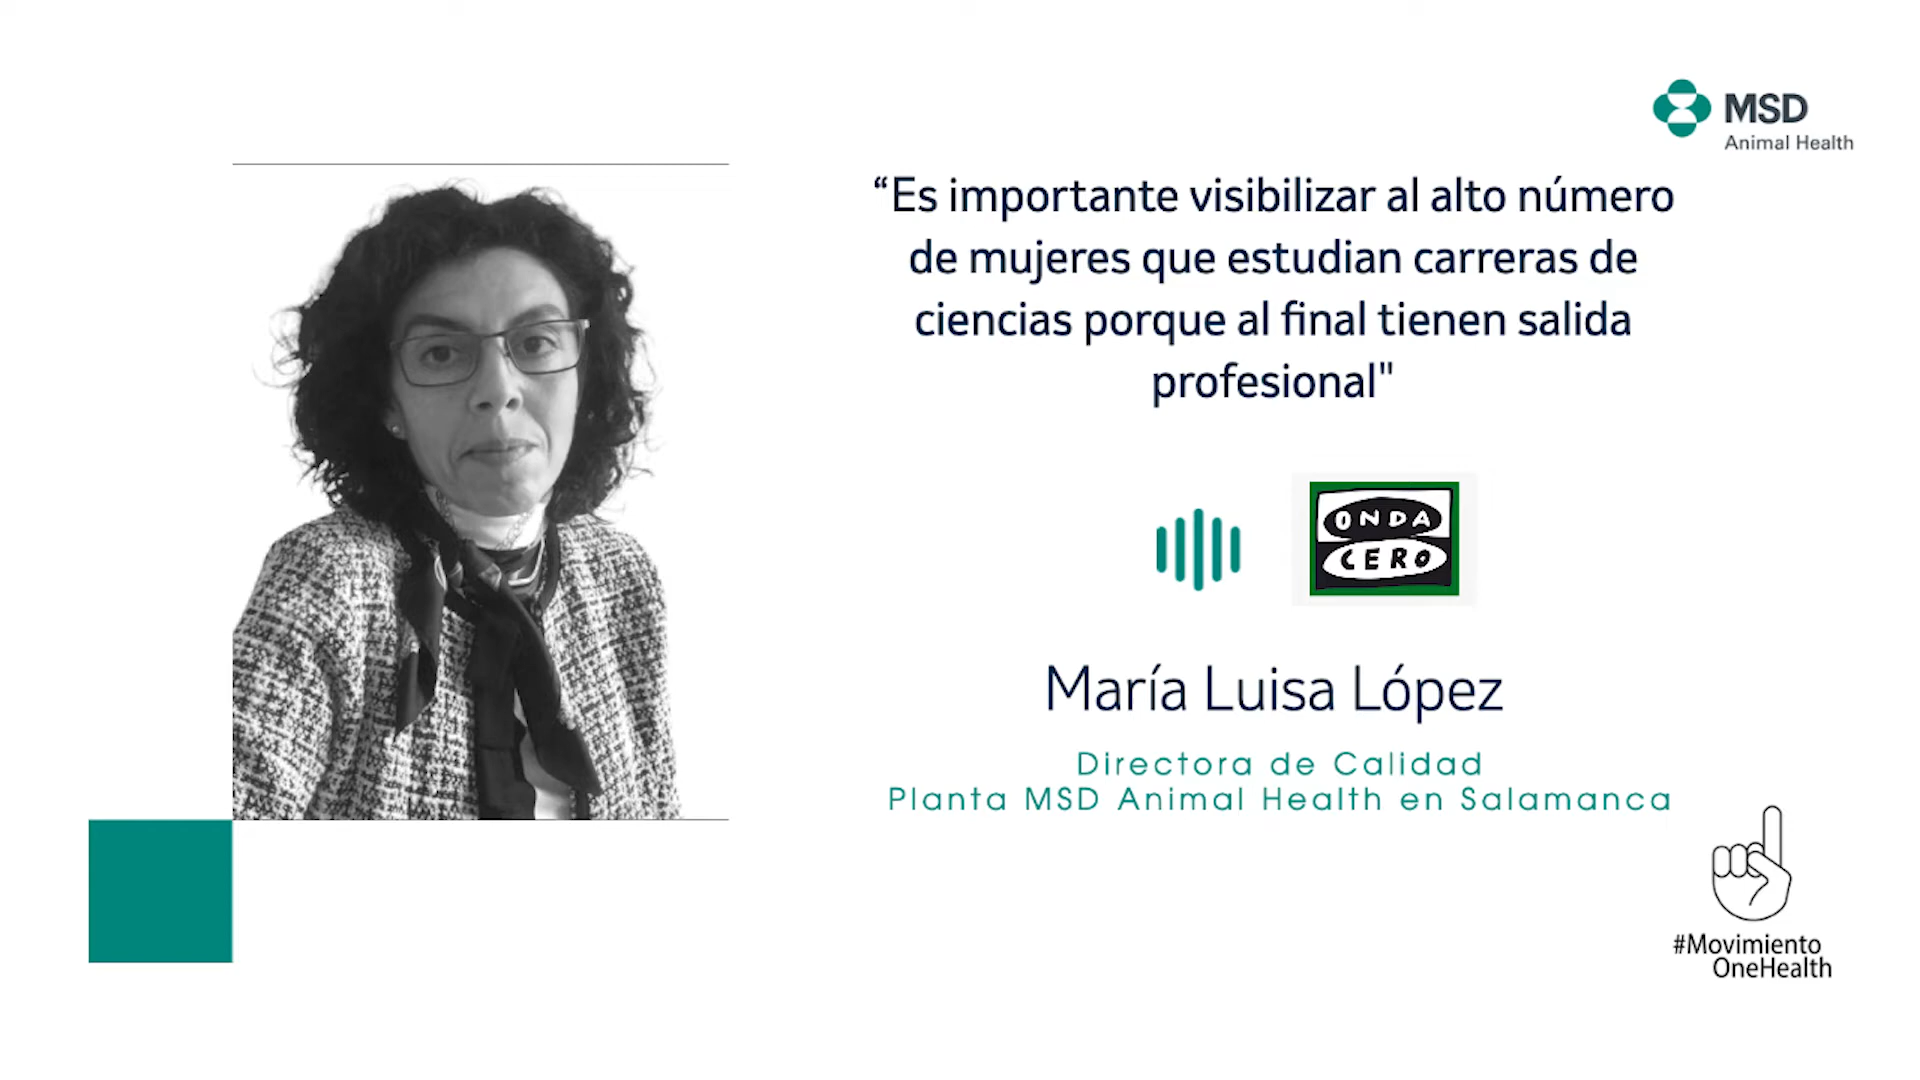 MSD
Animal Health
“Es importante visibilizar al alto número
de mujeres que estudian carreras de
ciencias porque al final tienen salida
profesional"
ONDA
CERO
María Luisa López
Directora de Calidad
Planta MSD Animal Health en Salamanca
#Movimiento
OneHealth